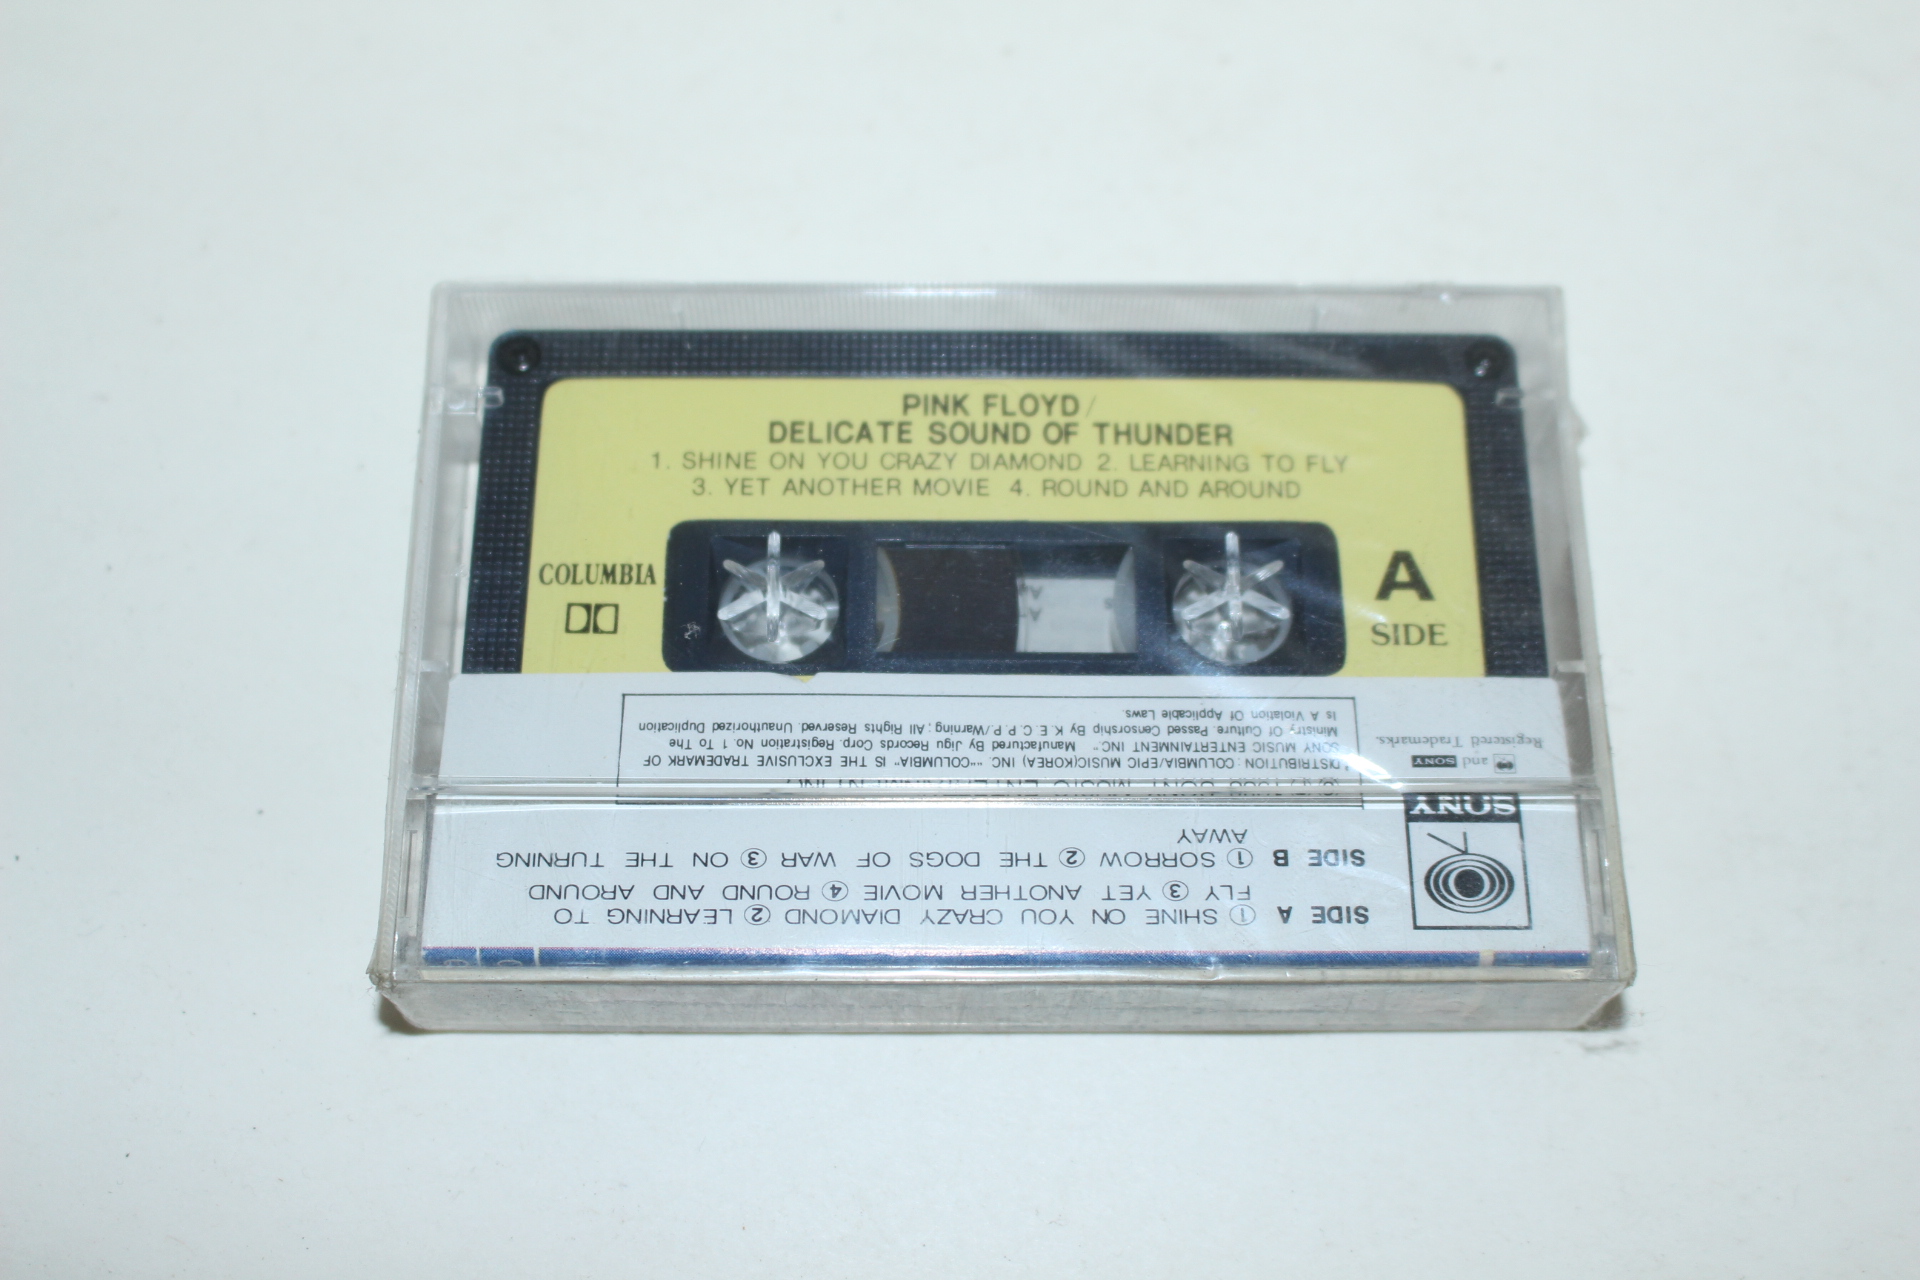 PINK FLOYD/
DELICATE SOUND OF THUNDER
1. SHINE ON YOU CRAZY DIAMOND 2. LEARNING TO FLY
3. YET ANOTHER MOVIE 4. ROUND AND AROUND
COLUMBIA
A
SIDE
SIDE A ① SHINE ON YOU CRAZY DIAMOND ② LEARNING TO
FLY ③ YET ANOTHER MOVIE ④ ROUND AND AROUND
SIDE B ① SORROW ② THE DOGS OF WAR ③ ON THE TURNING
AWAY
SONY
SONY MUSIC ENTERTAINMENT INC.
DISTRIBUTION : COLUMBIA/EPIC MUSIC(KOREA) INC. ""COLUMBIA" IS THE EXCLUSIVE TRADEMARK OF
SONY MUSIC ENTERTAINMENT INC." Manufactured By Jigu Records Corp. Registration No. 1 To The
Ministry Of Culture. Passed Censorship By K.E.C.P.P./Warning; All Rights Reserved. Unauthorized Duplication
Is A Violation Of Applicable Laws.
and SONY
Registered Trademarks.